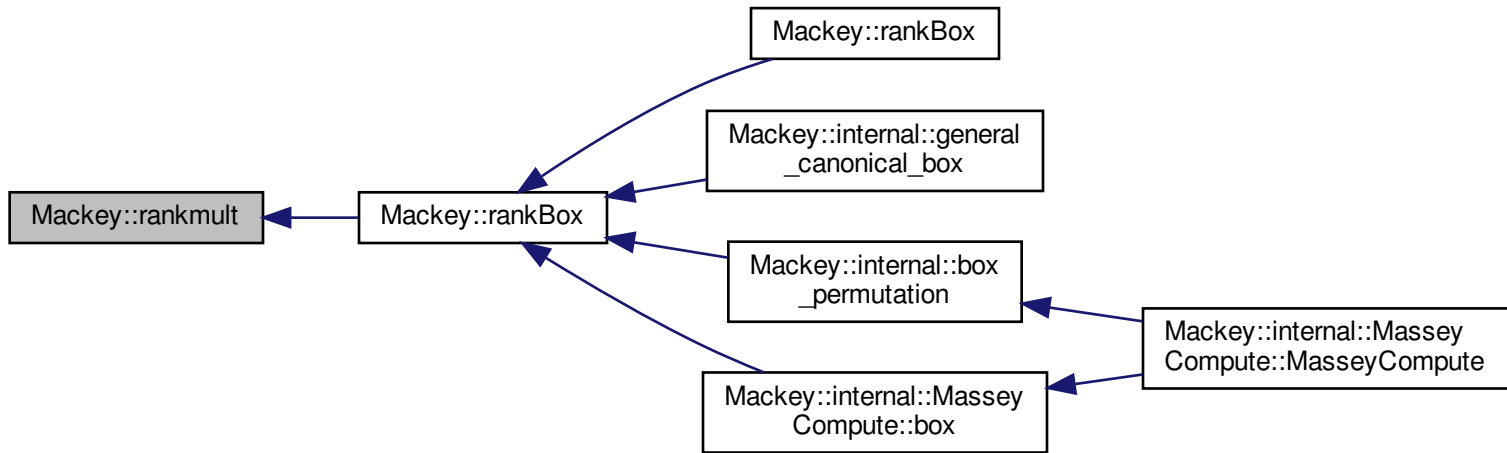 Mackey::rankBox
Mackey::internal::general
_canonical_box
Mackey::rankmult
Mackey::rankBox
Mackey::internal::box
_permutation
Mackey::internal::Massey
Compute::MasseyCompute
Mackey::internal::Massey
Compute::box